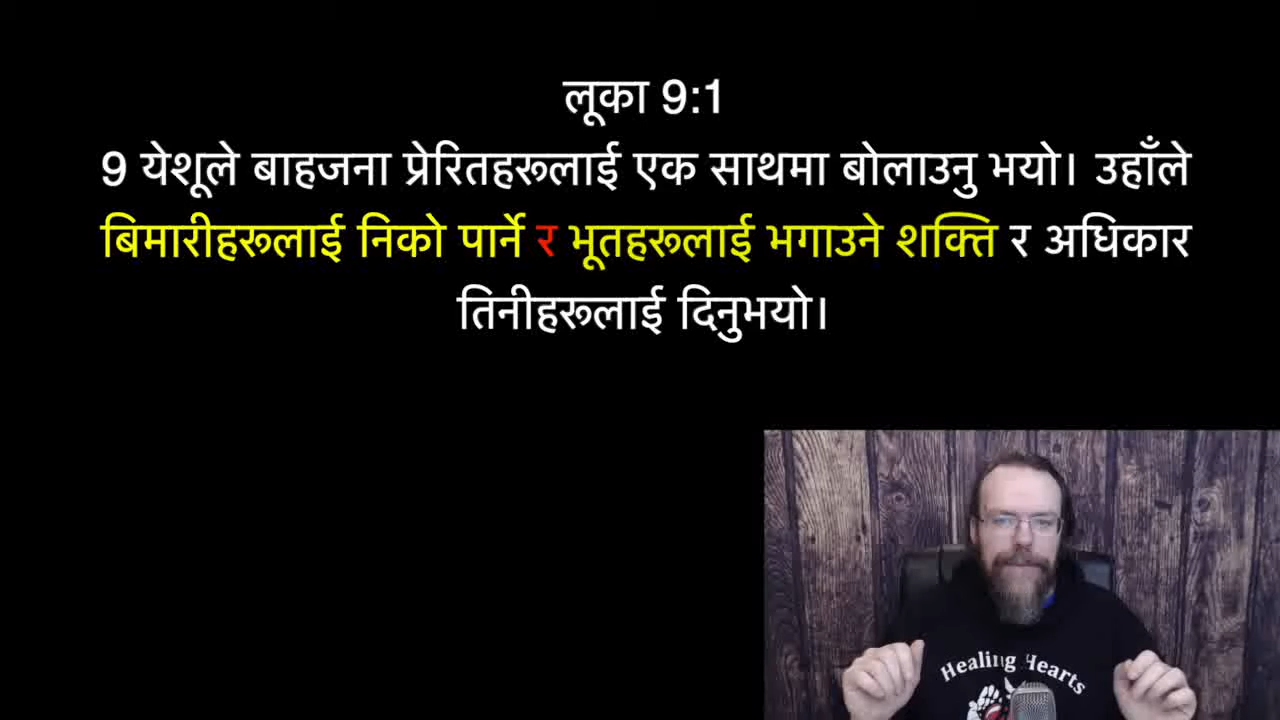 लूका 9:1
9 येशूले बाहजना प्रेरितहरूलाई एक साथमा बोलाउनु भयो। उहाँले
बिमारीहरूलाई निको पार्ने र भूतहरूलाई भगाउने शक्ति र अधिकार
तिनीहरूलाई दिनुभयो।
Healing Hearts